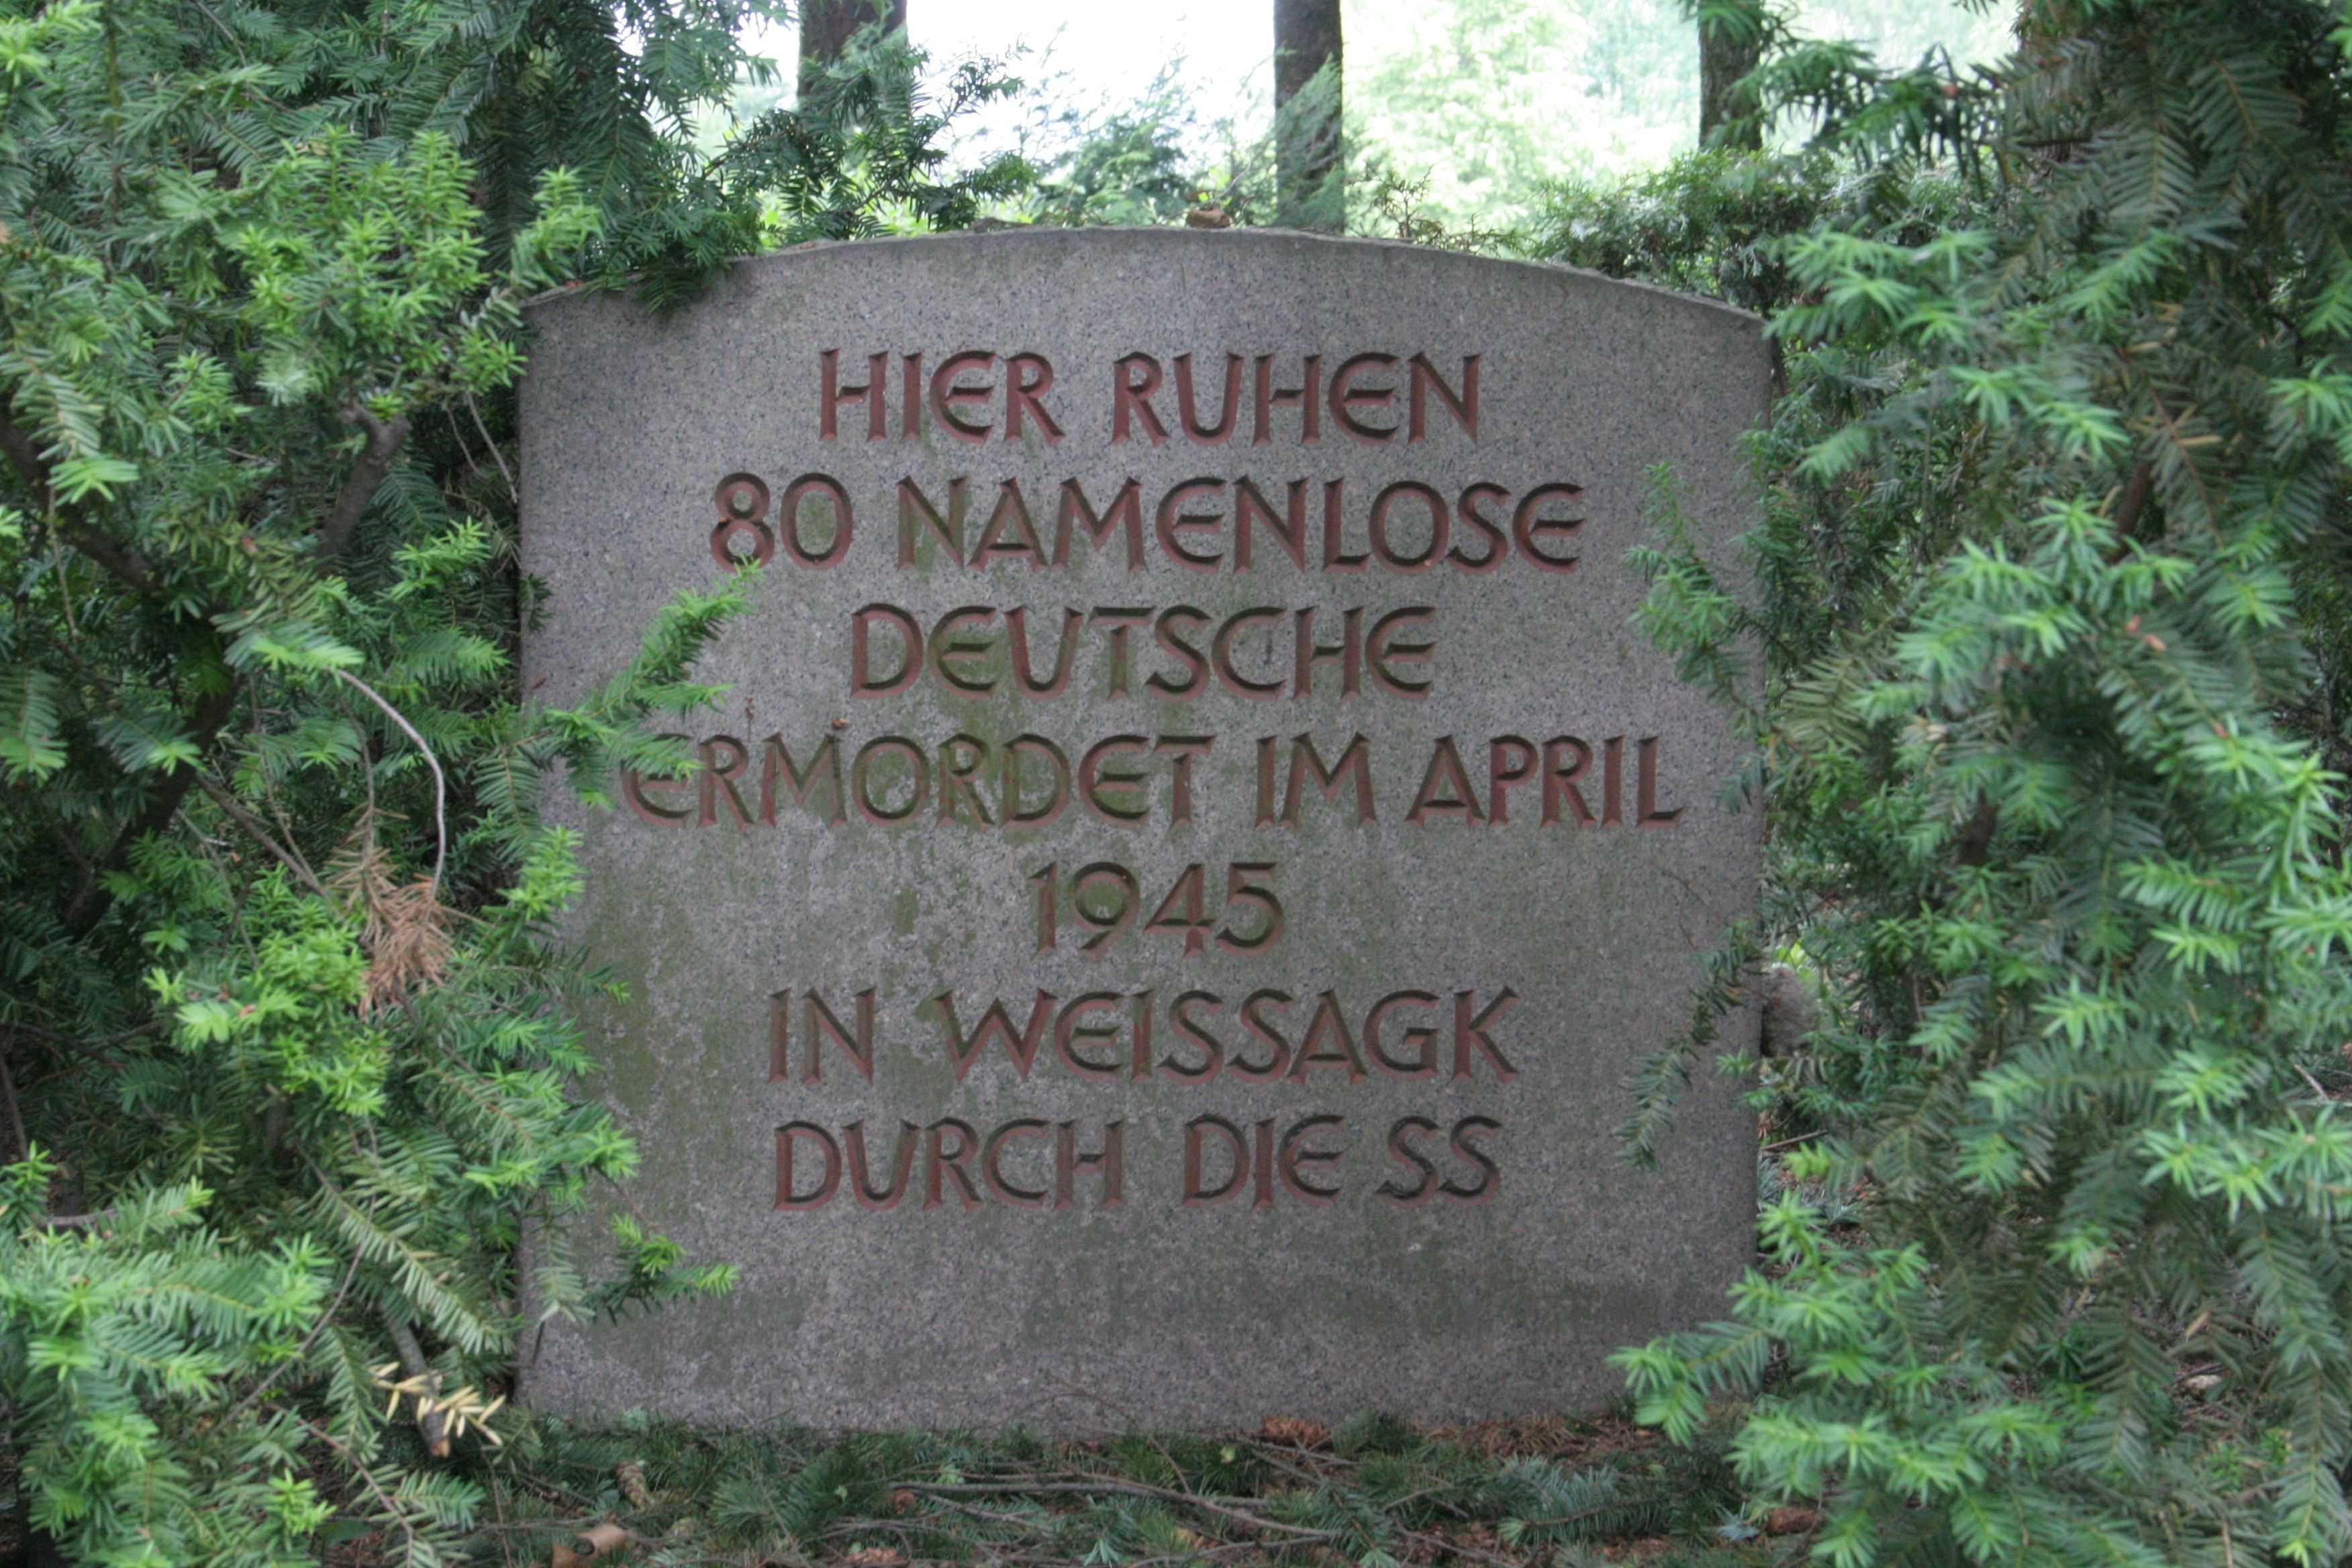 HIER RUHEN
80 NAMENLOSE
DEUTSCHE
ERMORDET IM APRIL
1945
IN WEISSAGK
DURCH DIE SS